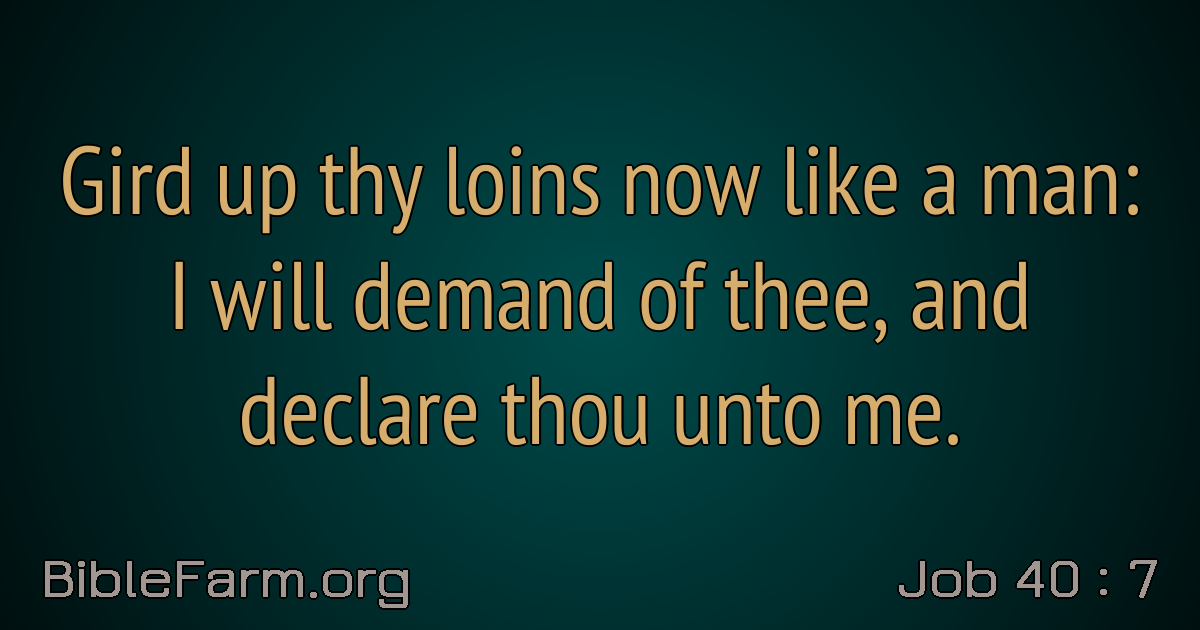 Gird up thy loins now like a man:
I will demand of thee, and
declare thou unto me.
BibleFarm.org
Job 40 : 7